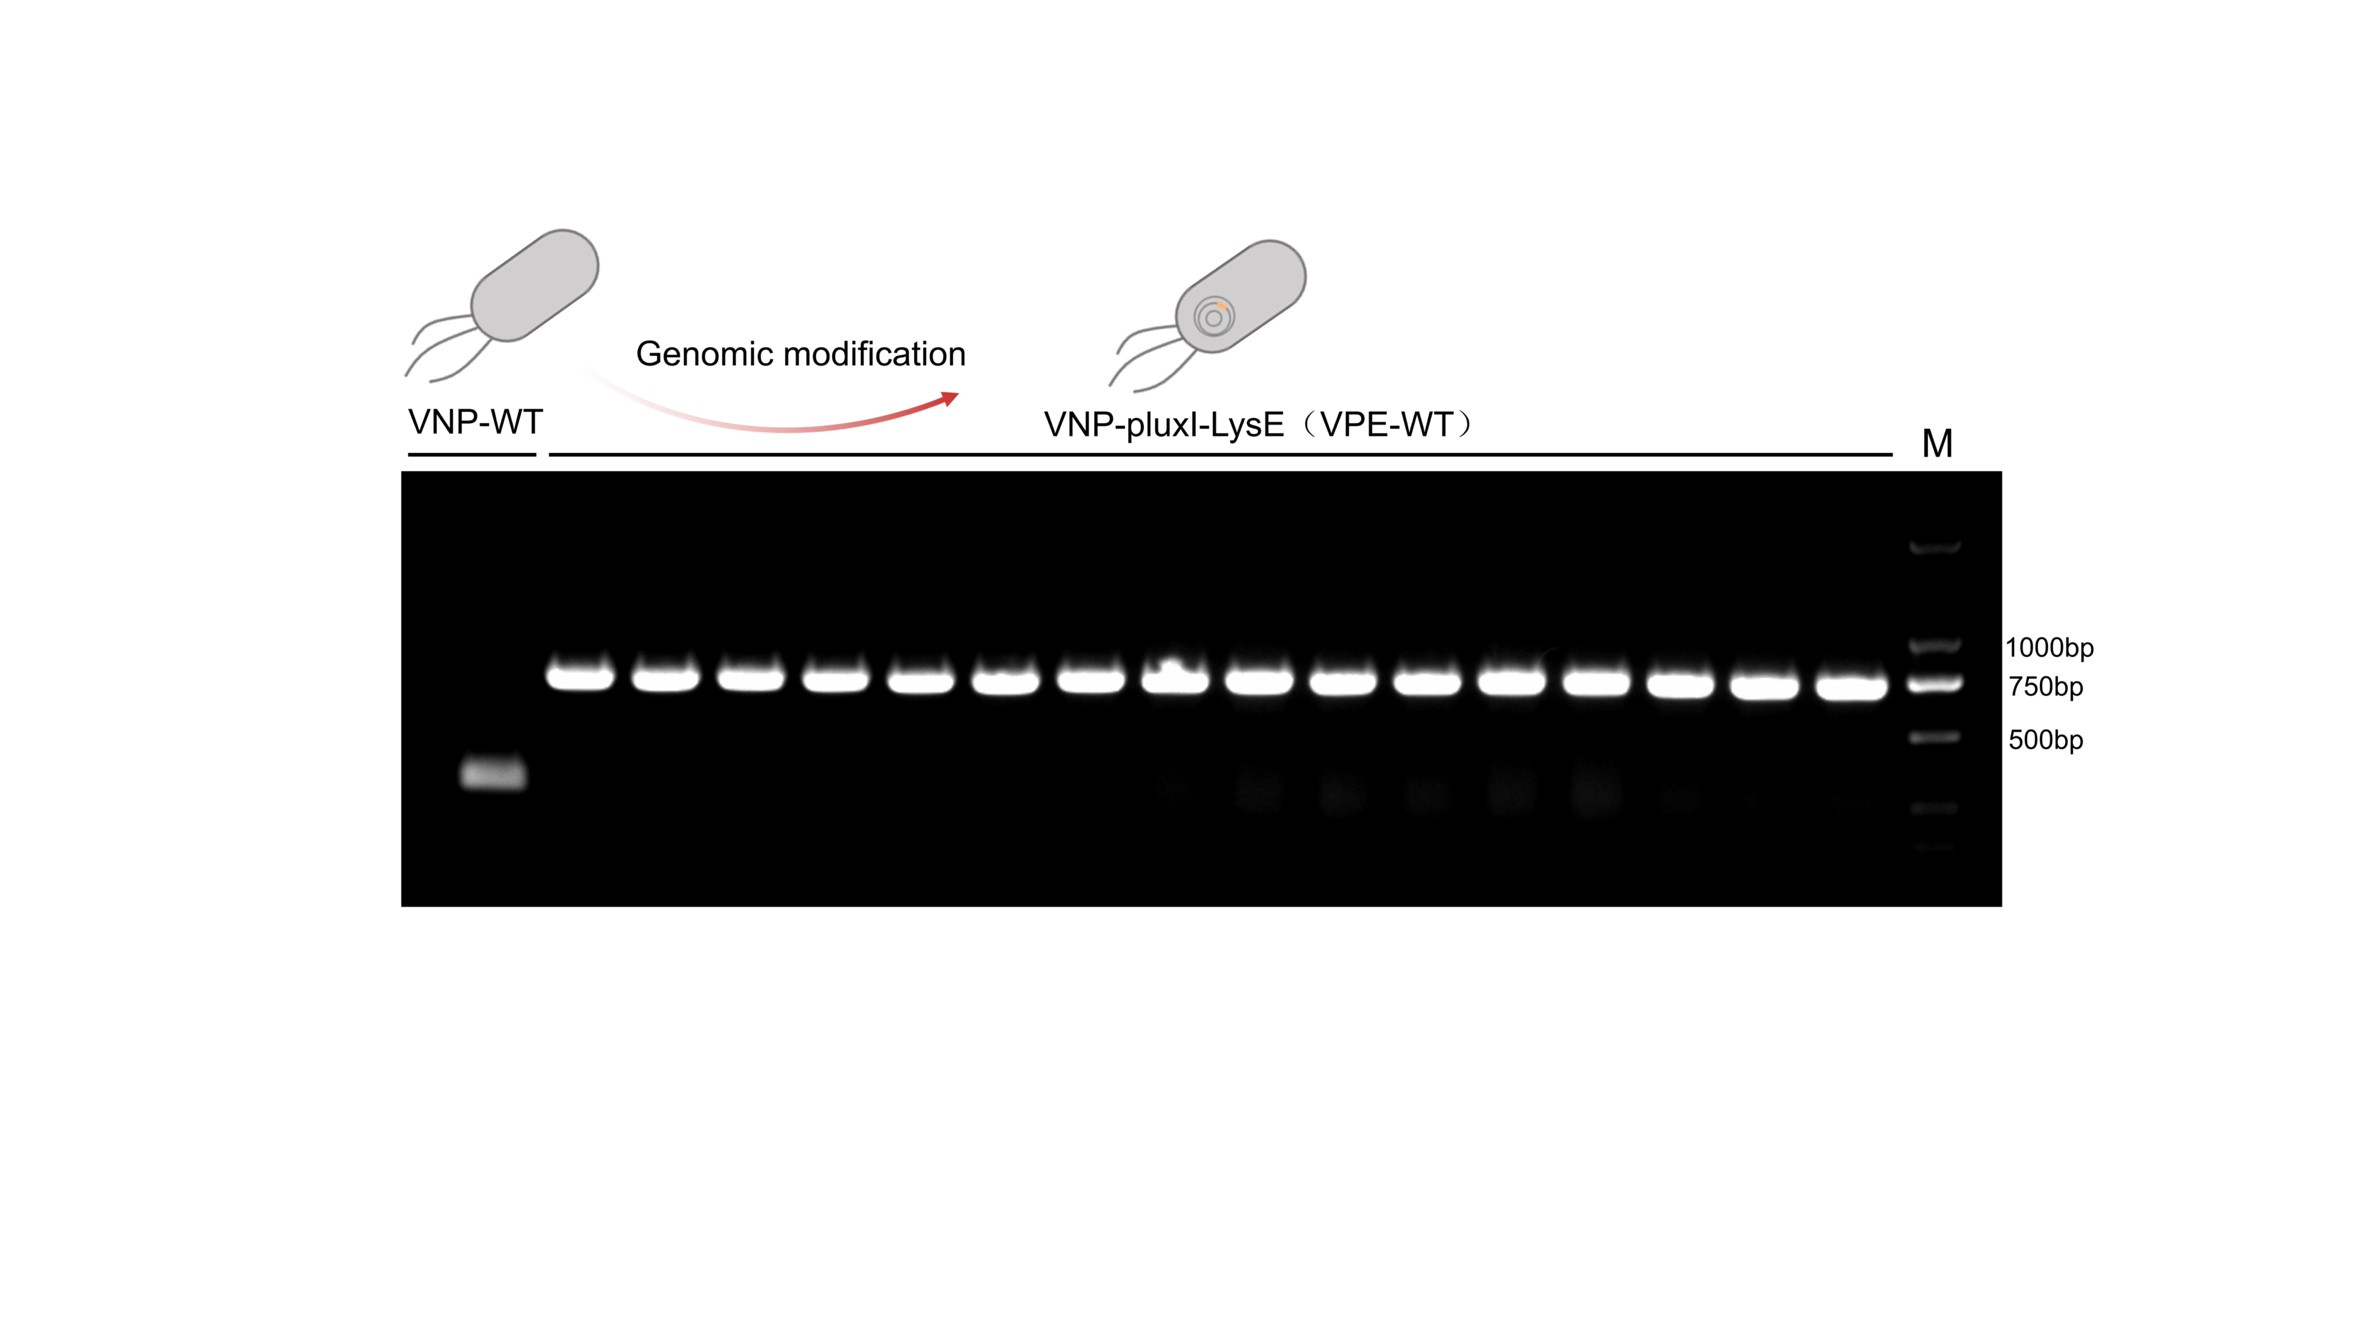 Genomic modification
VNP-WT
VNP-pluxI-LysE（VPE-WT）
M
1000bp
750bp
500bp